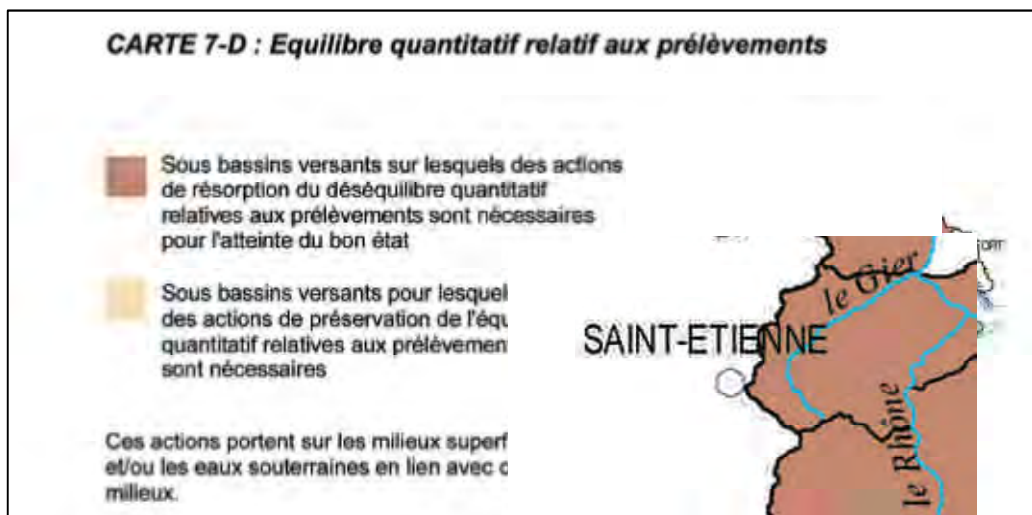 CARTE 7-D : Equilibre quantitatif relatif aux prélèvements
Sous bassins versants sur lesquels des actions
de résorption du déséquilibre quantitatif
relatives aux prélèvements sont nécessaires
pour l'atteinte du bon état
Sous bassins versants pour lesquel
des actions de préservation de l'équ
quantitatif relatives aux prélèvemen
sont nécessaires
Ces actions portent sur les milieux superf
et/ou les eaux souterraines en lien avec c
milieux.
le Gier
SAINT-ETIENNE
le Rhône